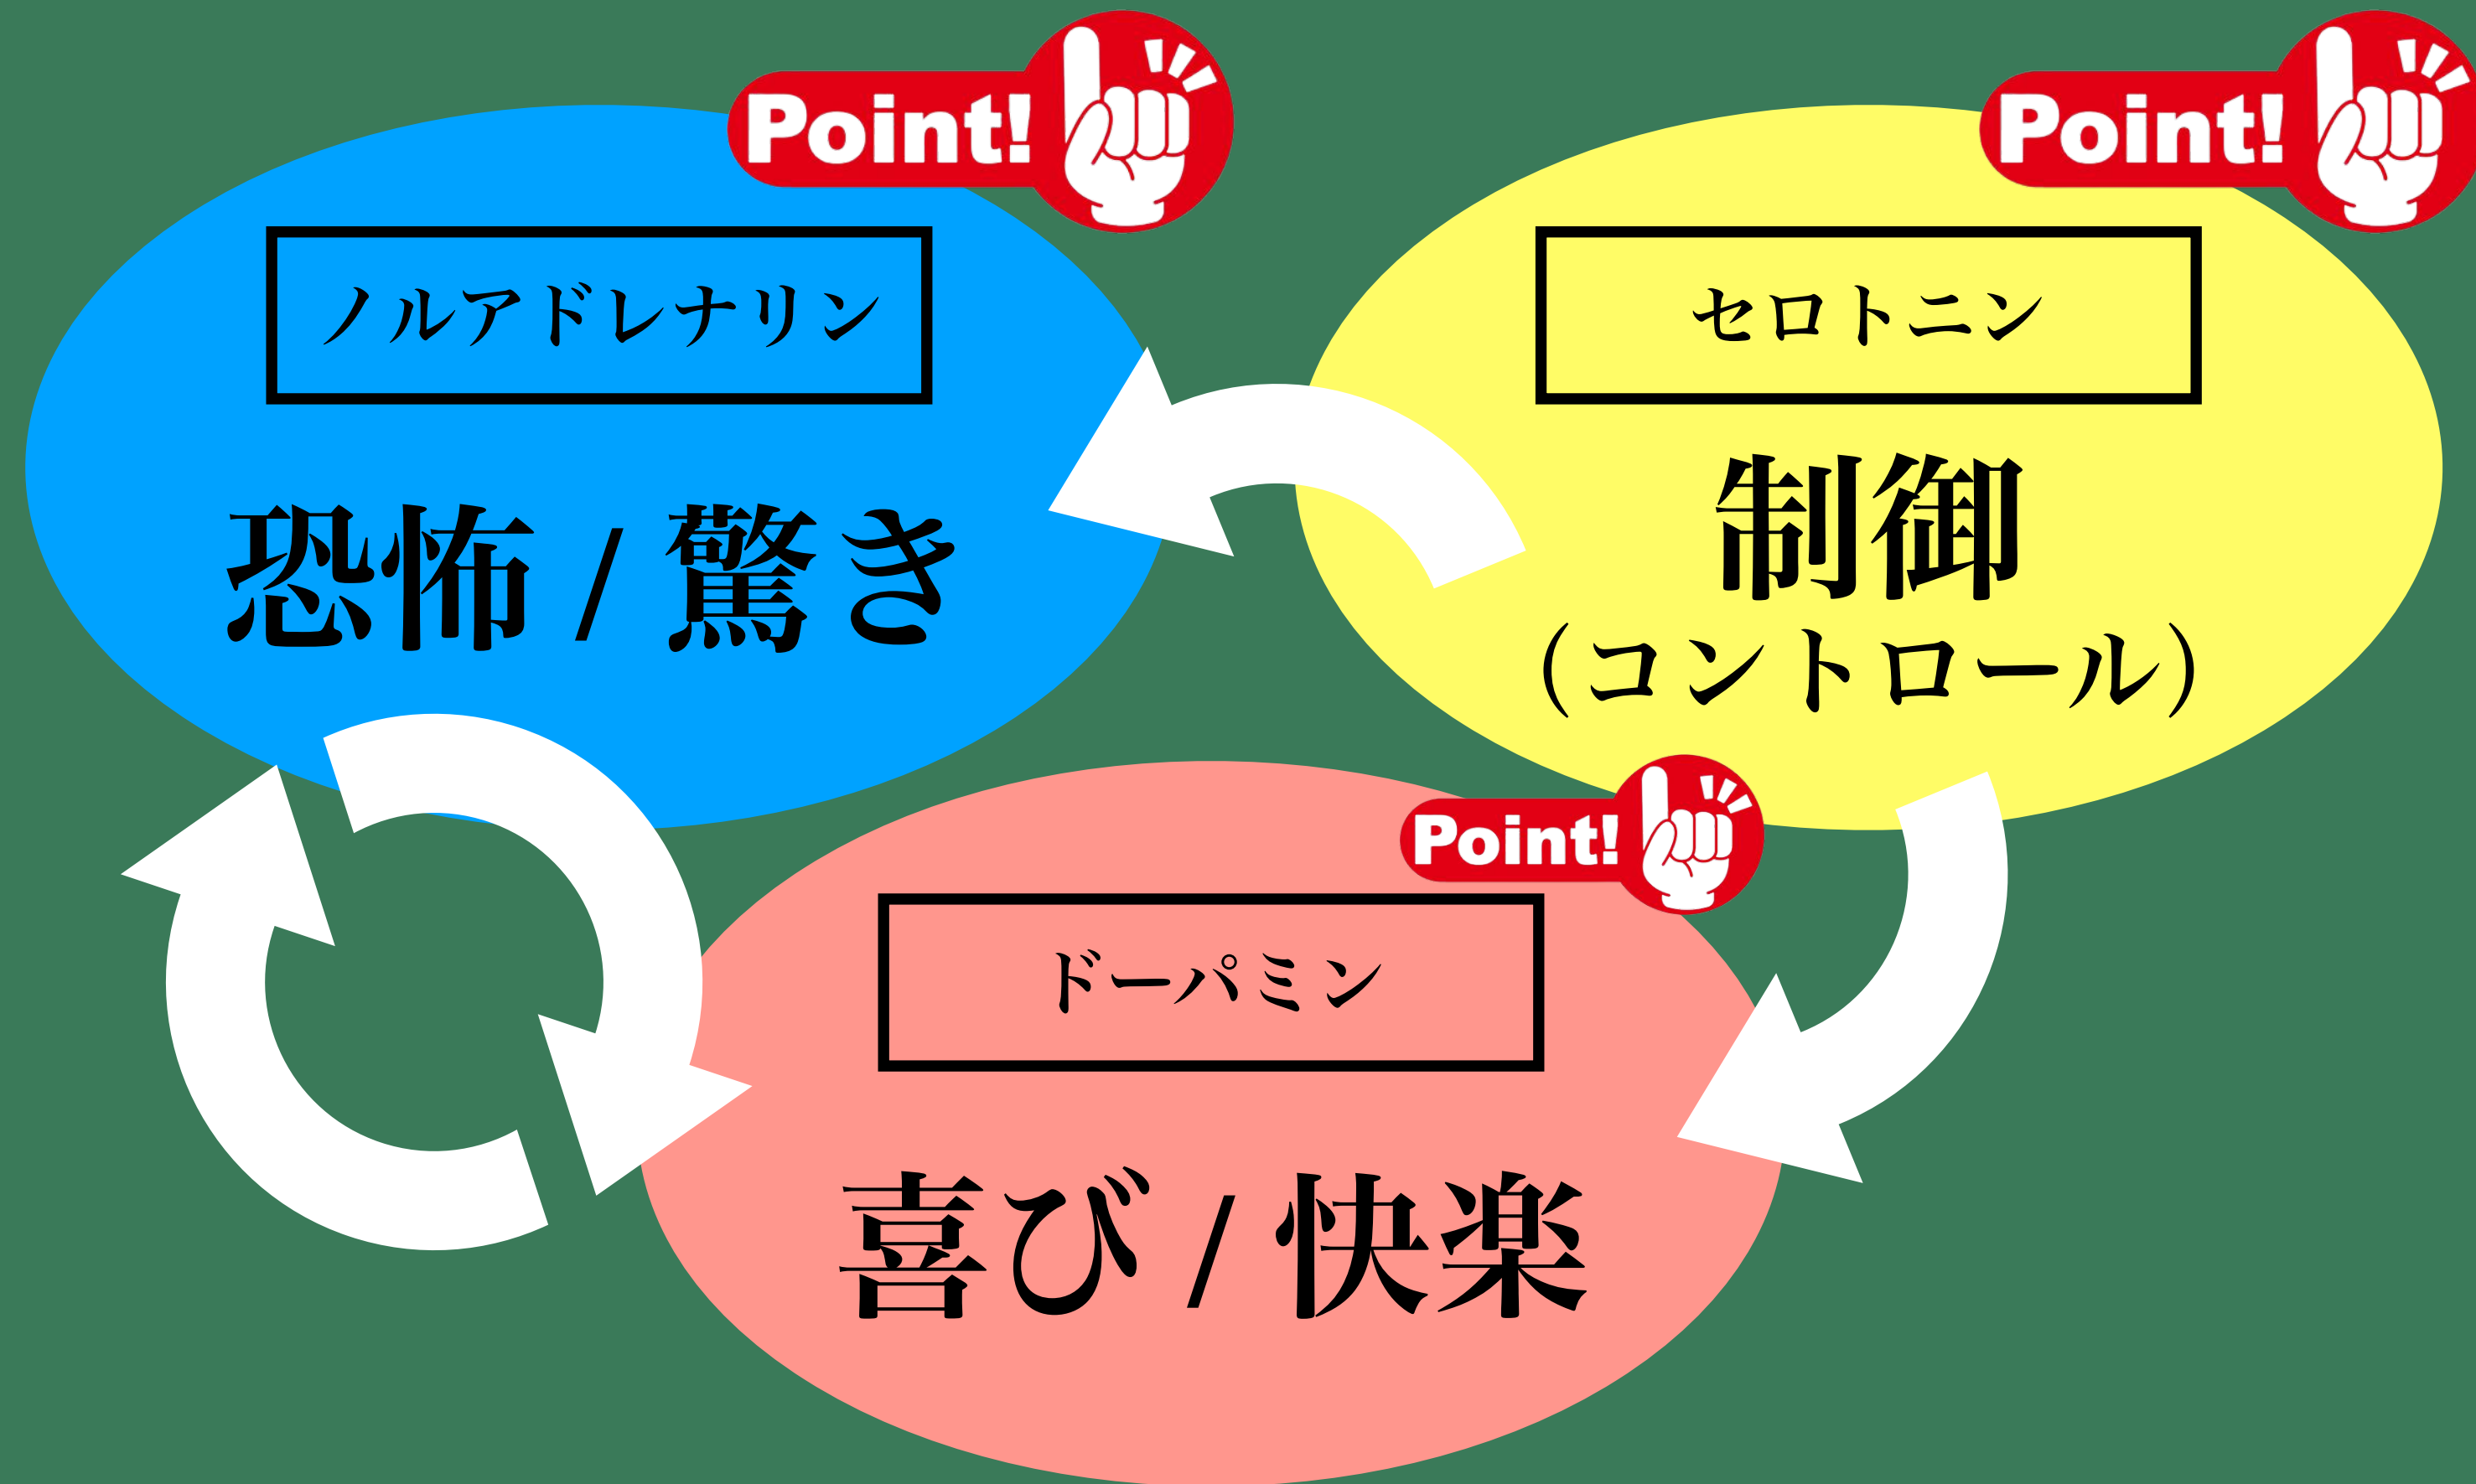 Point!
ノルアドレナリン
恐怖/驚き
Point!
セロトニン
制御
(コントロール)
Point!
ドーパミン
喜び/快楽